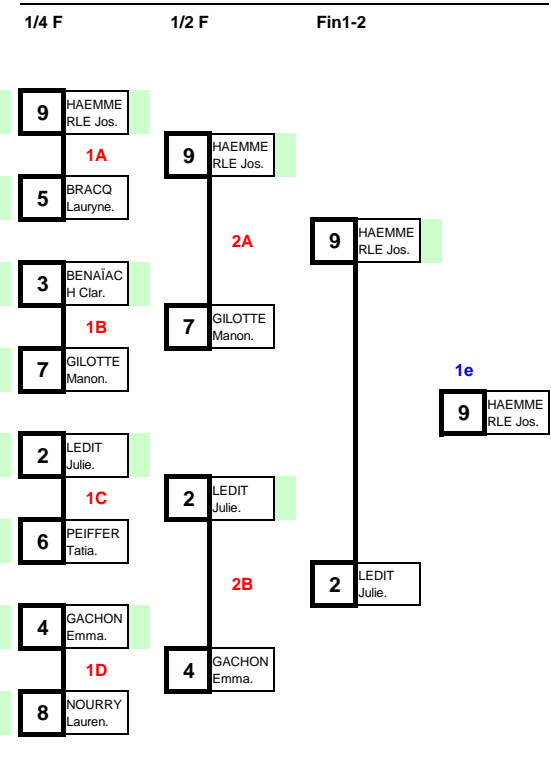 1/4 F 1/2 F Fin1-2
9 HAEMME
RLE Jos.
1A
5 BRACQ
Lauryne.
3 BENAÏAC
H Clar.
1B
7 GILOTTE
Manon.
2 LEDIT
Julie.
1C
6 PEIFFER
Tatia.
4 GACHON
Emma.
1D
8 NOURRY
Lauren.
9 HAEMME
RLE Jos.
2A
7 GILOTTE
Manon.
2 LEDIT
Julie.
2B
4 GACHON
Emma.
9 HAEMME
RLE Jos.
2 LEDIT
Julie.
1e
9 HAEMME
RLE Jos.